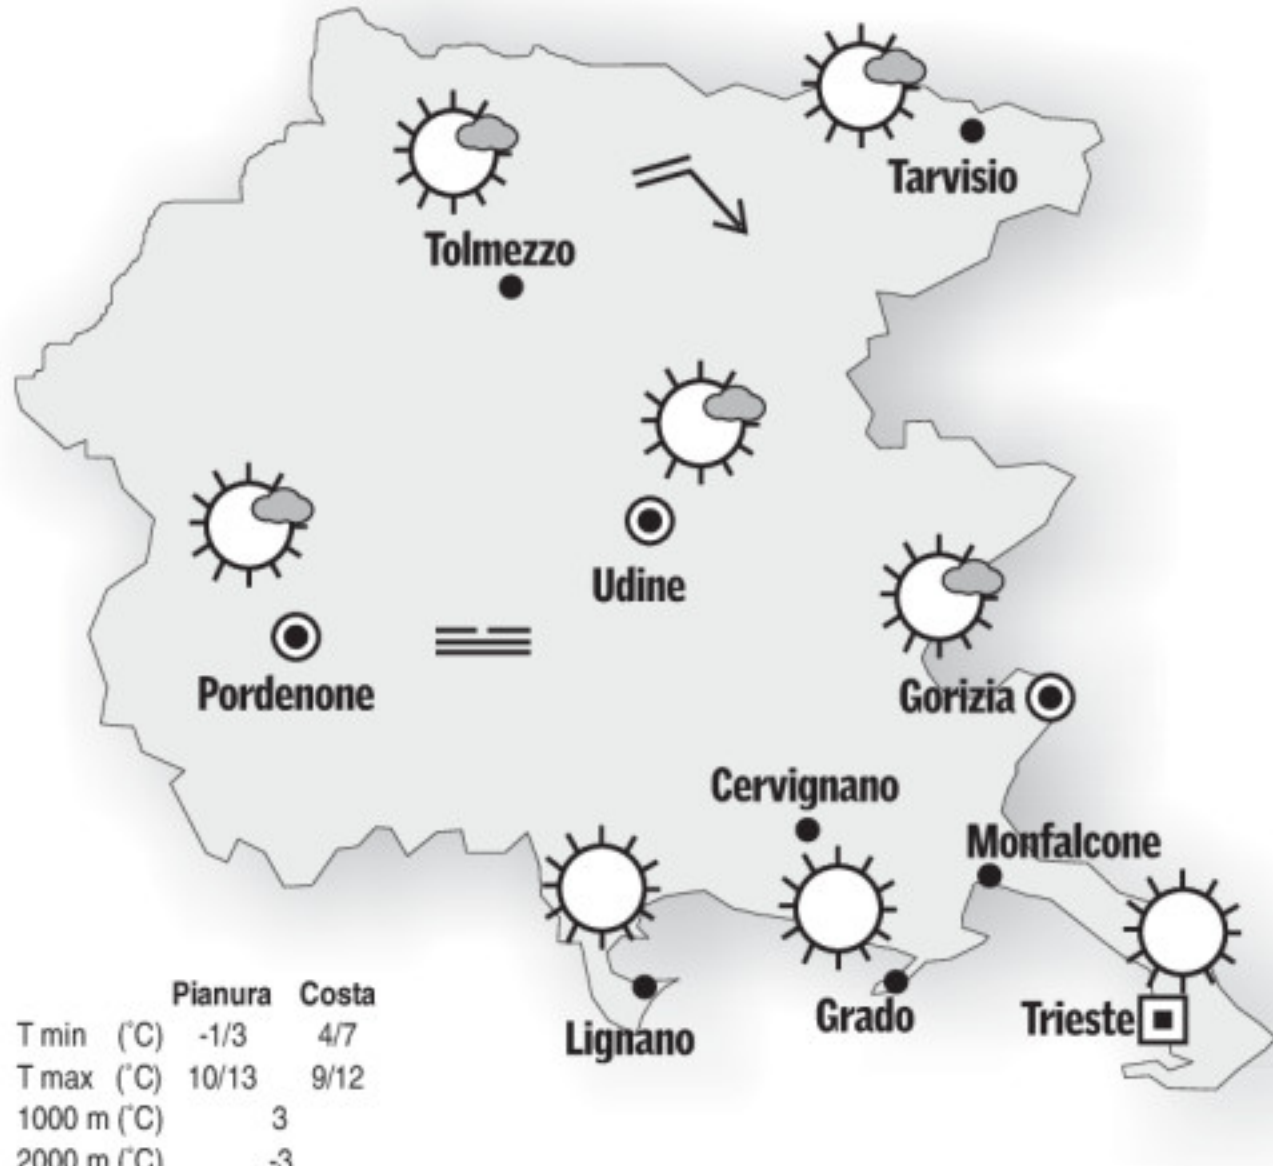 Tarvisio
Tolmezzo
Udine
Pordenone
Gorizia
Cervignano
Monfalcone
Grado
Trieste
Lignano
Pianura Costa
T min (°C) -1/3 4/7
T max (°C) 10/13 9/12
1000 m (°C) 3
2000 m (°C) -3